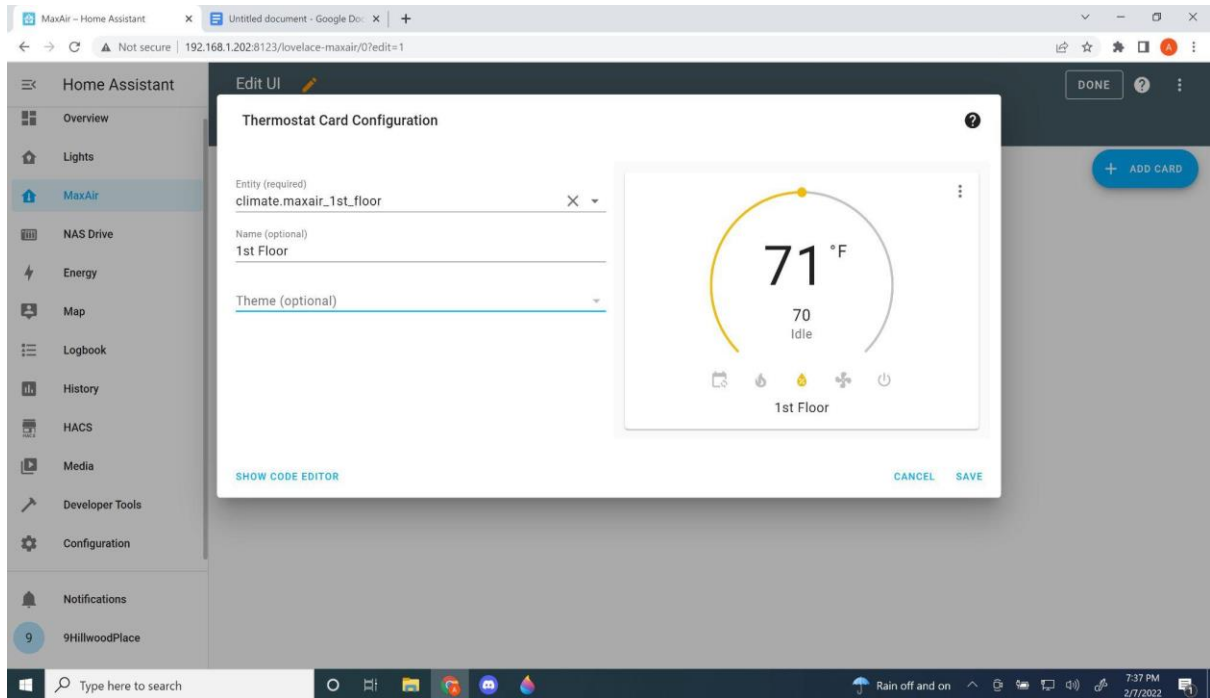 MaxAir – Home Assistant
Untitled document - Google Doc
Not secure | 192.168.1.202:8123/lovelace-maxair/0?edit=1
A
Home Assistant
Edit UI
DONE
Overview
Lights
MaxAir
NAS Drive
Energy
Map
Logbook
History
HACS
Media
Developer Tools
Configuration
Notifications
9
9HillwoodPlace
ADD CARD
Thermostat Card Configuration
Entity (required)
climate.maxair_1st_floor
Name (optional)
1st Floor
Theme (optional)
71 °F
70
Idle
1st Floor
SHOW CODE EDITOR
CANCEL
SAVE
Type here to search
Rain off and on
7:37 PM
2/7/2022